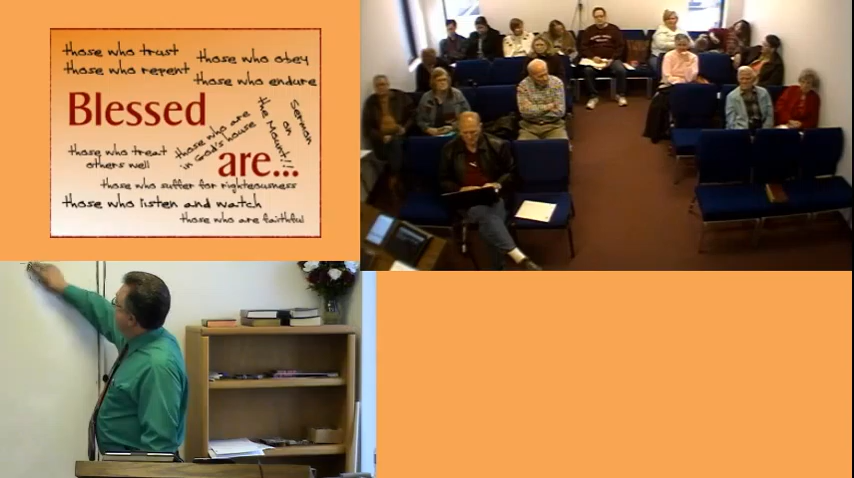 those who trust
those who obey
those who repent
those who endure
Blessed
those who are
in God's house
Sermon
on
the Mount!!!
those who treat
others well
are...
those who suffer for righteousness
those who listen and watch
those who are faithful